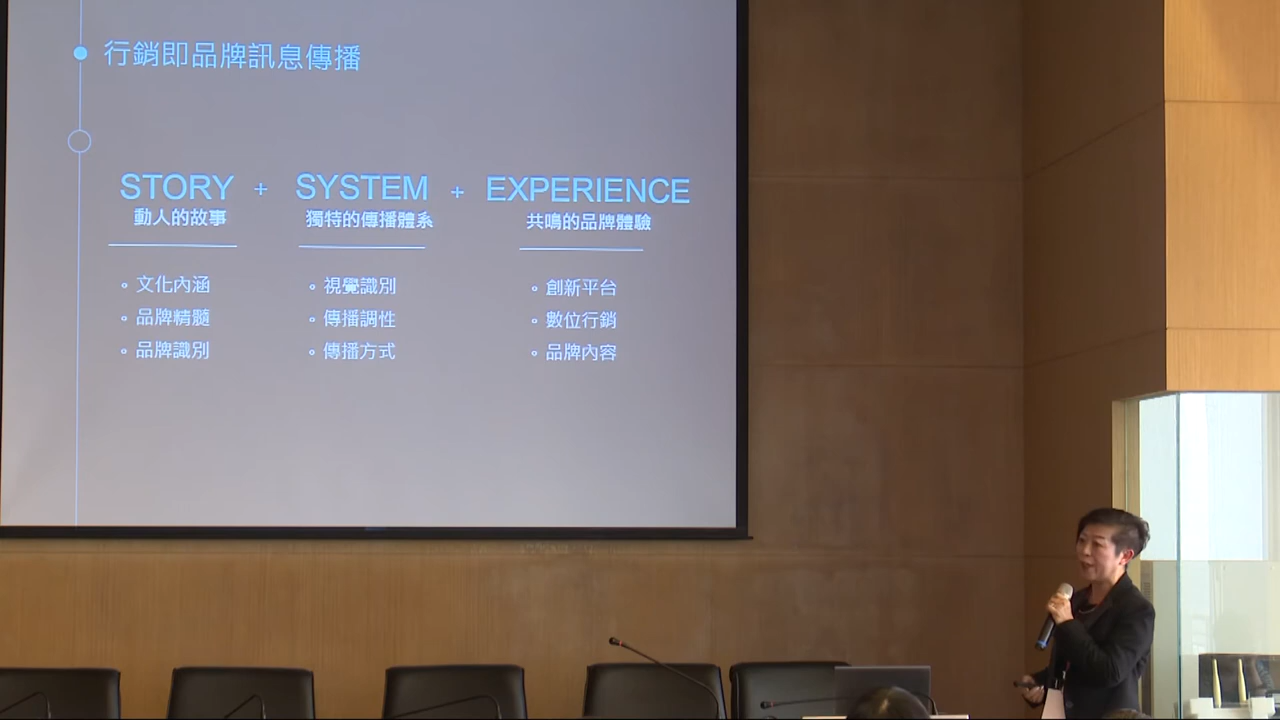 行銷即品牌訊息傳播
STORY + SYSTEM + EXPERIENCE
動人的故事 獨特的傳播體系 共鳴的品牌體驗
文化內涵 視覺識別 創新平台
品牌精髓 傳播調性 數位行銷
品牌識別 傳播方式 品牌內容